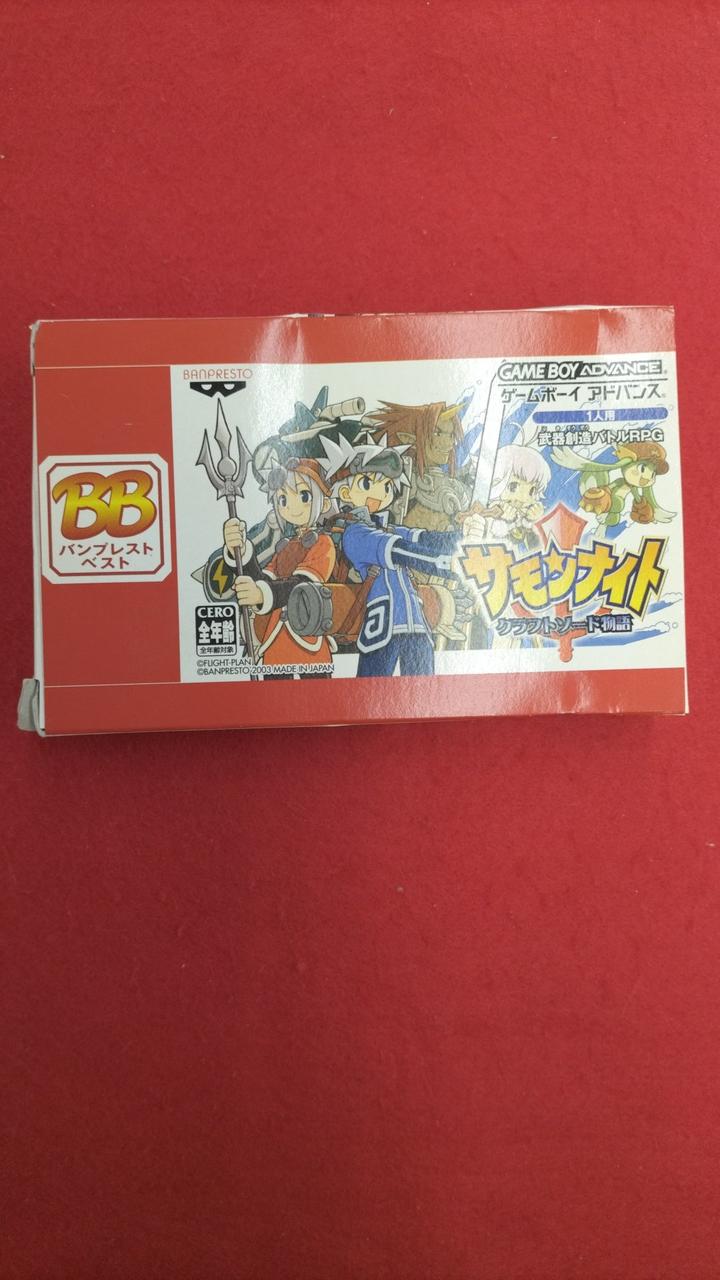 BANPRESTO
BB
バンプレスト
ベスト
GAME BOY ADVANCE
ゲームボーイ アドバンス
1人用
武器創造バトルRPG
サモンナイト
クラフトソード物語
CERO
全年齢
全年齢対象
©FLIGHT-PLAN
©BANPRESTO 2003 MADE IN JAPAN